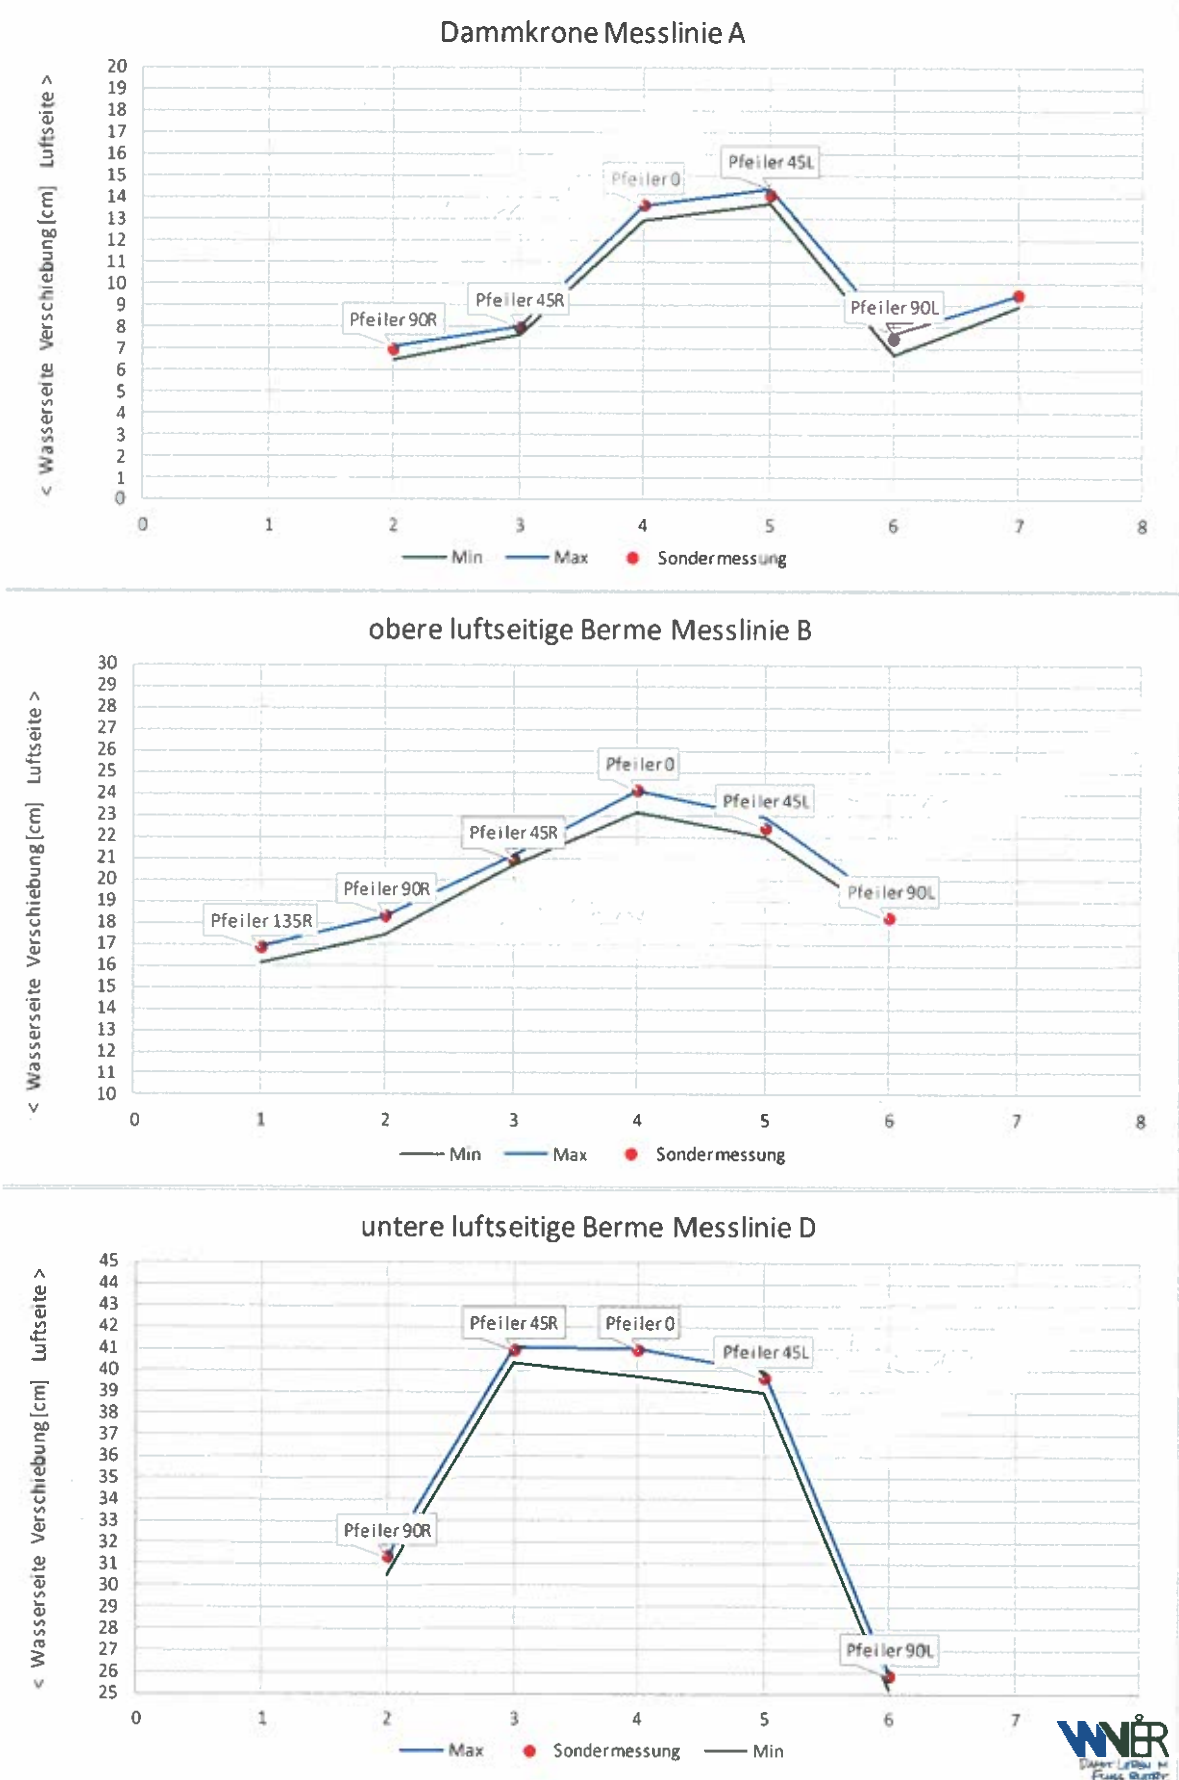 Dammkrone Messlinie A
< Wasserseite Verschiebung [cm] Luftseite >
20
19
18
17
16
15
14
13
12
11
10
9
8
7
6
5
4
3
2
1
0
Pfeiler 90R
Pfeiler 45R
Pfeiler 0
Pfeiler 45L
Pfeiler 90L
0 1 2 3 4 5 6 7 8
Min Max Sondermessung
obere luftseitige Berme Messlinie B
< Wasserseite Verschiebung [cm] Luftseite >
30
29
28
27
26
25
24
23
22
21
20
19
18
17
16
15
14
13
12
11
10
Pfeiler 135R
Pfeiler 90R
Pfeiler 45R
Pfeiler 0
Pfeiler 45L
Pfeiler 90L
0 1 2 3 4 5 6 7 8
Min Max Sondermessung
untere luftseitige Berme Messlinie D
< Wasserseite Verschiebung [cm] Luftseite >
45
44
43
42
41
40
39
38
37
36
35
34
33
32
31
30
29
28
27
26
25
Pfeiler 90R
Pfeiler 45R
Pfeiler 0
Pfeiler 45L
Pfeiler 90L
0 1 2 3 4 5 6 7 8
Max Sondermessung Min